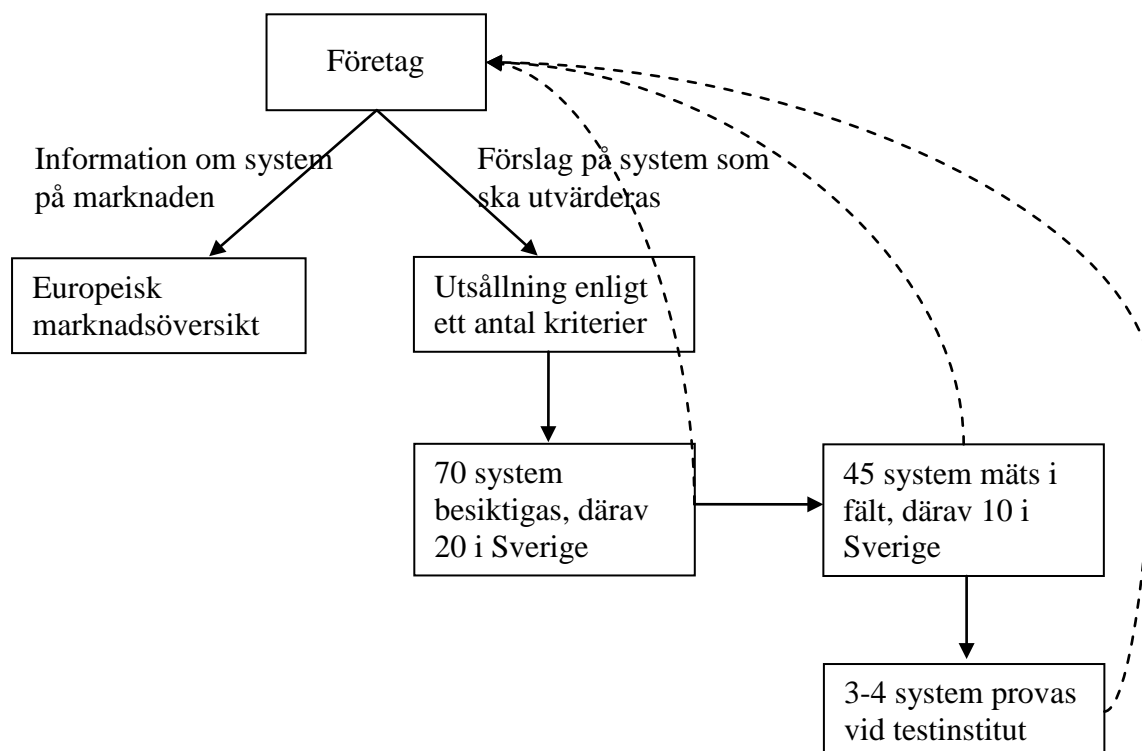 Företag
Information om system
på marknaden
Förslag på system som
ska utvärderas
Europeisk
marknadsöversikt
Utsållning enligt
ett antal kriterier
70 system
besiktigas, därav
20 i Sverige
45 system mäts i
fält, därav 10 i
Sverige
3-4 system provas
vid testinstitut